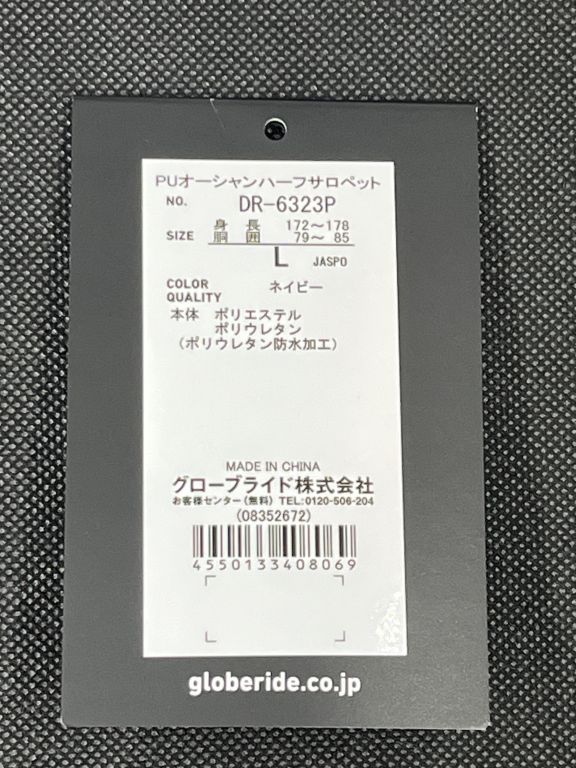 PUオーシャンハーフサロペット
NO. DR-6323P
SIZE 身長 172〜178
胴囲 79〜 85
L JASPO
COLOR ネイビー
QUALITY
本体 ポリエステル
ポリウレタン
(ポリウレタン防水加工)
MADE IN CHINA
グローブライド株式会社
お客様センター(無料) TEL:0120-506-204
(08352672)
4550133408069
globeride.co.jp